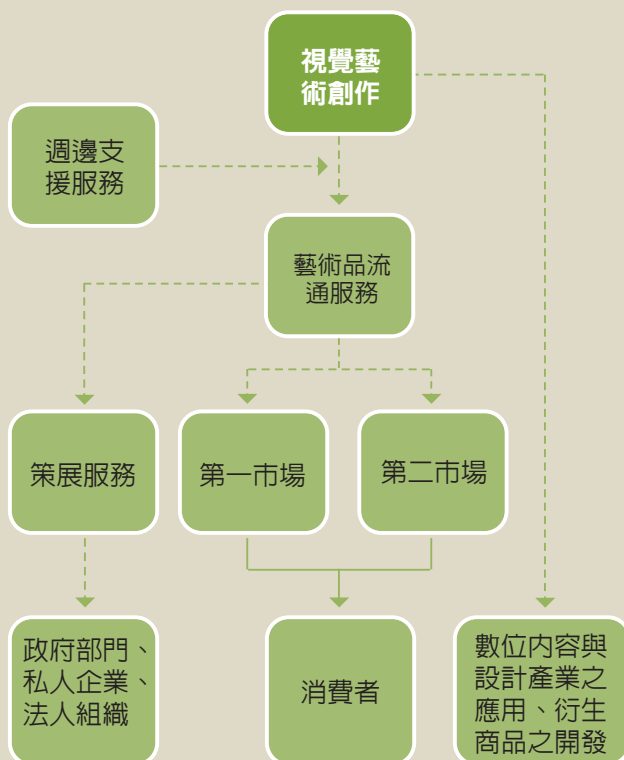 視覺藝
術創作
週邊支
援服務
藝術品流
通服務
策展服務
第一市場
第二市場
政府部門、
私人企業、
法人組織
消費者
數位內容與
設計產業之
應用、衍生
商品之開發